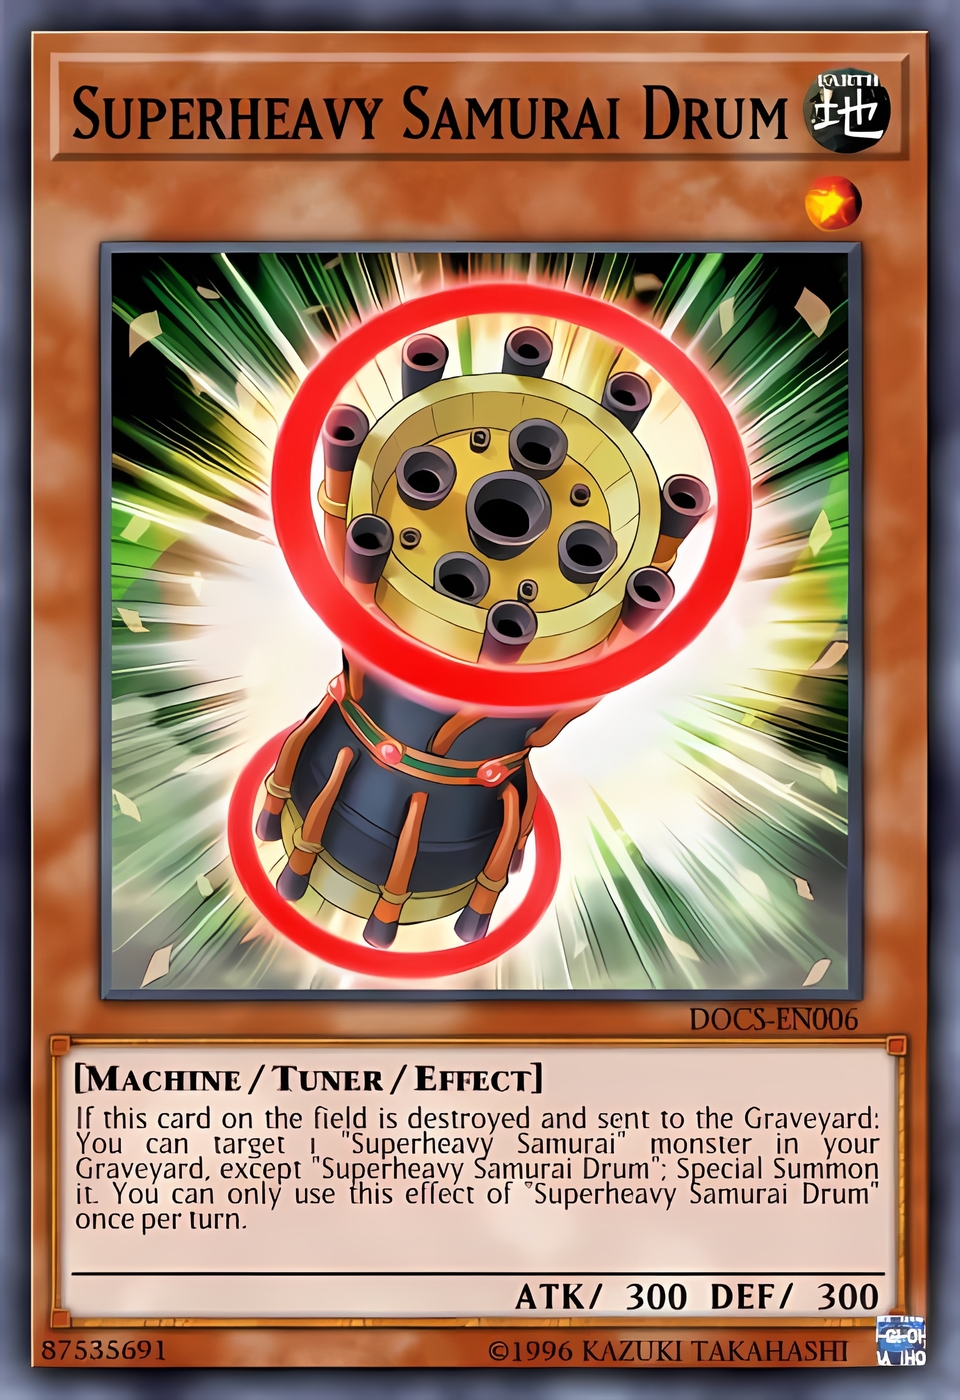 SUPERHEAVY SAMURAI DRUM
EARTH
地
DOCS-EN006
[MACHINE / TUNER / EFFECT]
If this card on the field is destroyed and sent to the Graveyard:
You can target 1 "Superheavy Samurai" monster in your
Graveyard, except "Superheavy Samurai Drum"; Special Summon
it. You can only use this effect of "Superheavy Samurai Drum"
once per turn.
ATK/ 300 DEF/ 300
87535691
©1996 KAZUKI TAKAHASHI